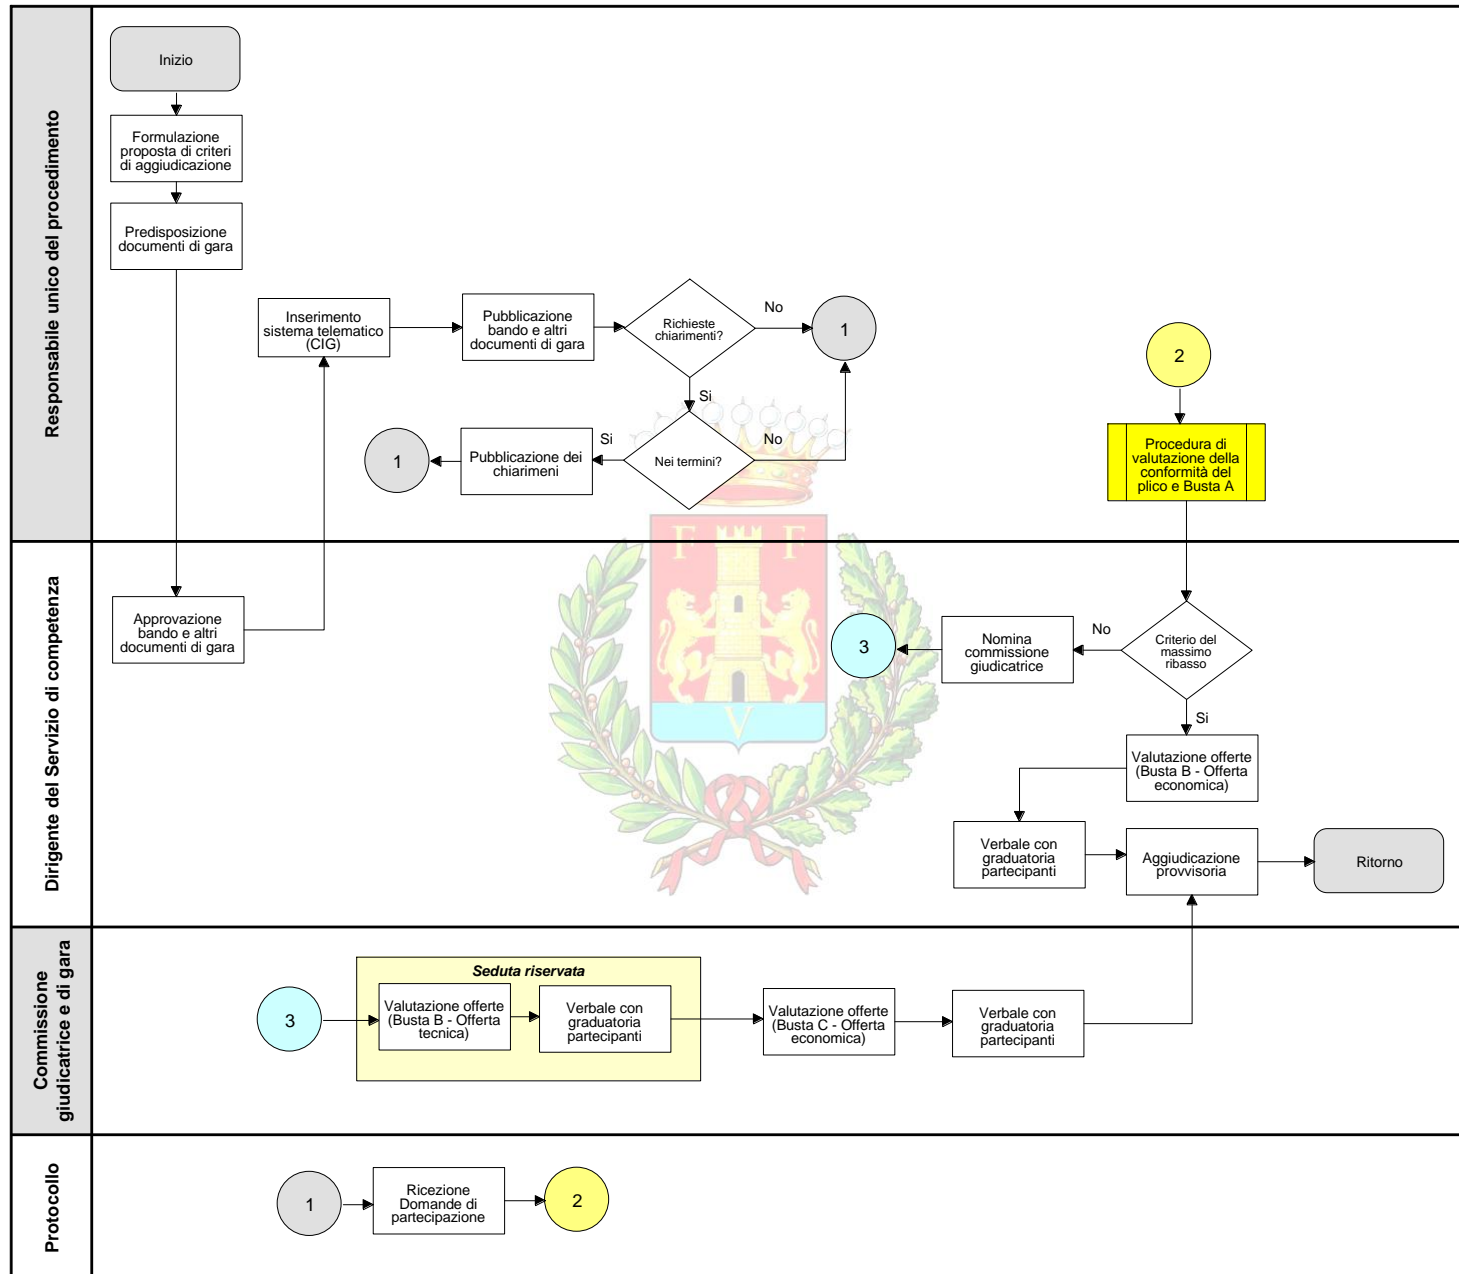 Responsabile unico del procedimento
Inizio
Formulazione
proposta di criteri
di aggiudicazione
Predisposizione
documenti di gara
Inserimento
sistema telematico
(CIG)
Pubblicazione
bando e altri
documenti di gara
Richieste
chiarimenti?
No
1
Si
Nei termini?
No
Si
Pubblicazione dei
chiarimeni
1
2
Procedura di
valutazione della
conformità del
plico e Busta A
Dirigente del Servizio di competenza
Approvazione
bando e altri
documenti di gara
F F
V
3
Nomina
commissione
giudicatrice
No
Criterio del
massimo
ribasso
Si
Valutazione offerte
(Busta B - Offerta
economica)
Verbale con
graduatoria
partecipanti
Aggiudicazione
provvisoria
Ritorno
Commissione
giudicatrice e di gara
3
Seduta riservata
Valutazione offerte
(Busta B - Offerta
tecnica)
Verbale con
graduatoria
partecipanti
Valutazione offerte
(Busta C - Offerta
economica)
Verbale con
graduatoria
partecipanti
Protocollo
1
Ricezione
Domande di
partecipazione
2